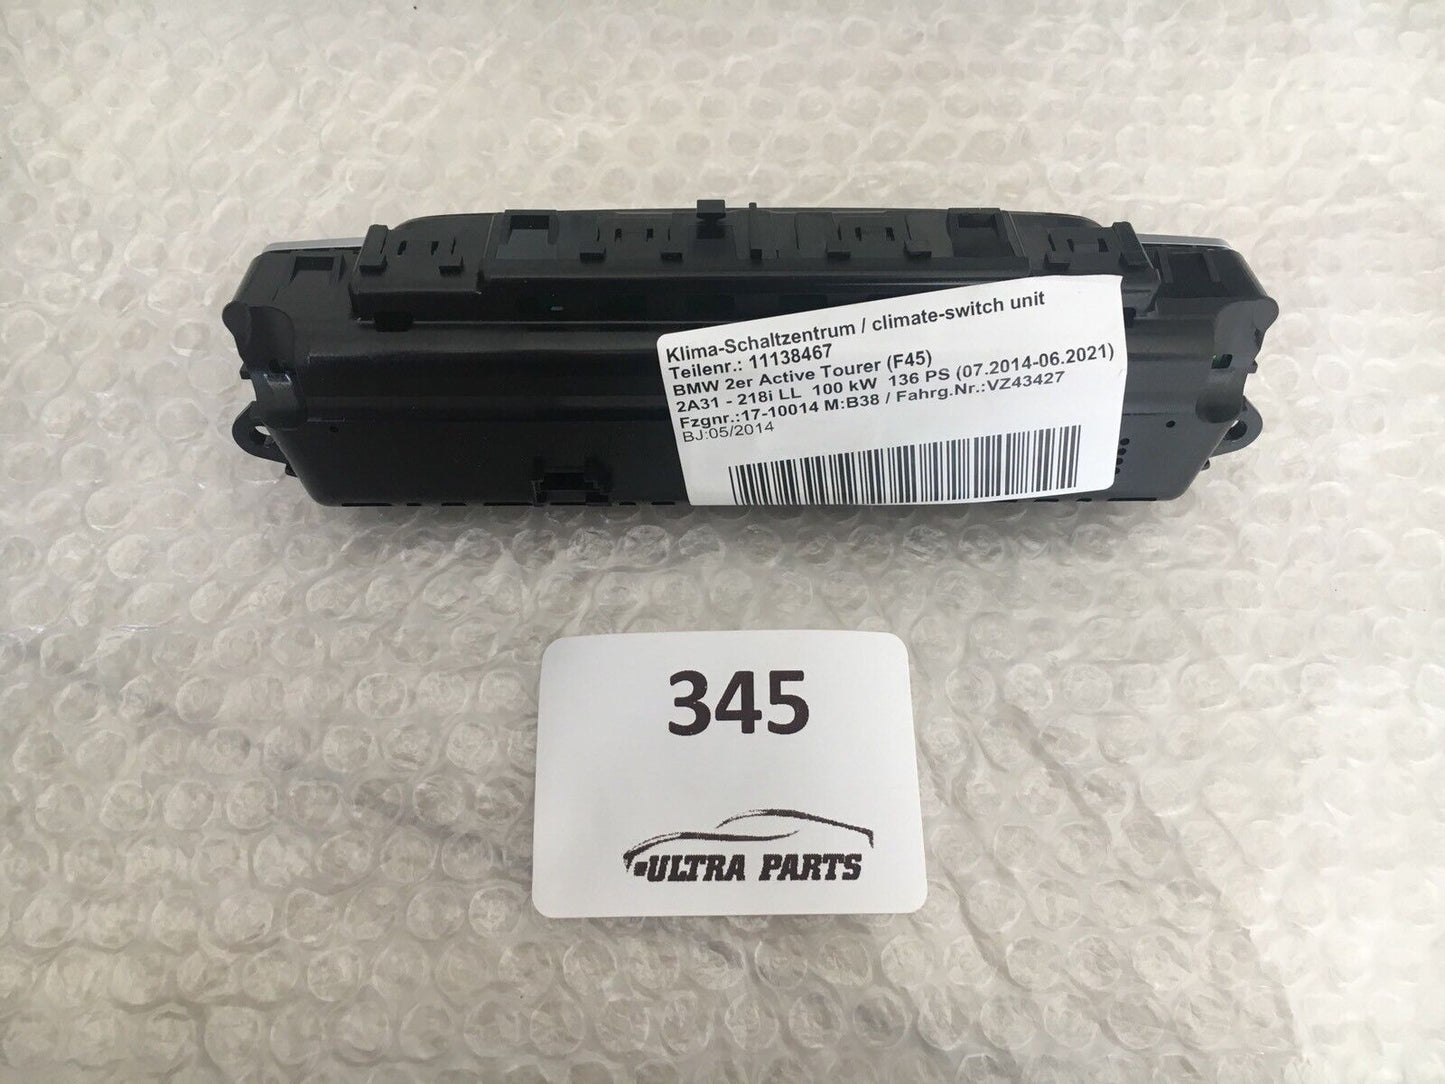 Klima-Schaltzentrum / climate-switch unit
Teilenr.: 11138467
BMW 2er Active Tourer (F45)
2A31 - 218i LL 100 kW 136 PS (07.2014-06.2021)
Fzgnr.:17-10014 M:B38 / Fahrg.Nr.:VZ43427
BJ:05/2014
345
ULTRA PARTS